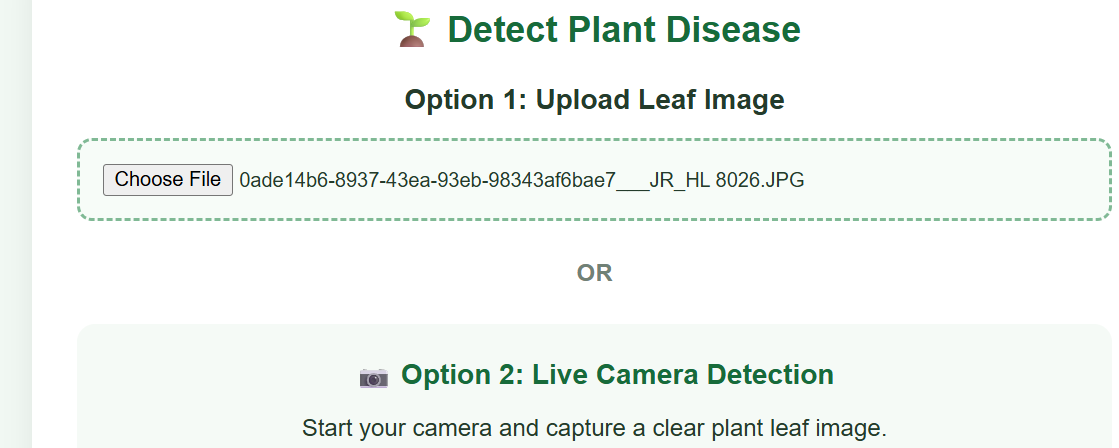 Detect Plant Disease
Option 1: Upload Leaf Image
Choose File 0ade14b6-8937-43ea-93eb-98343af6bae7___JR_HL 8026.JPG
OR
Option 2: Live Camera Detection
Start your camera and capture a clear plant leaf image.